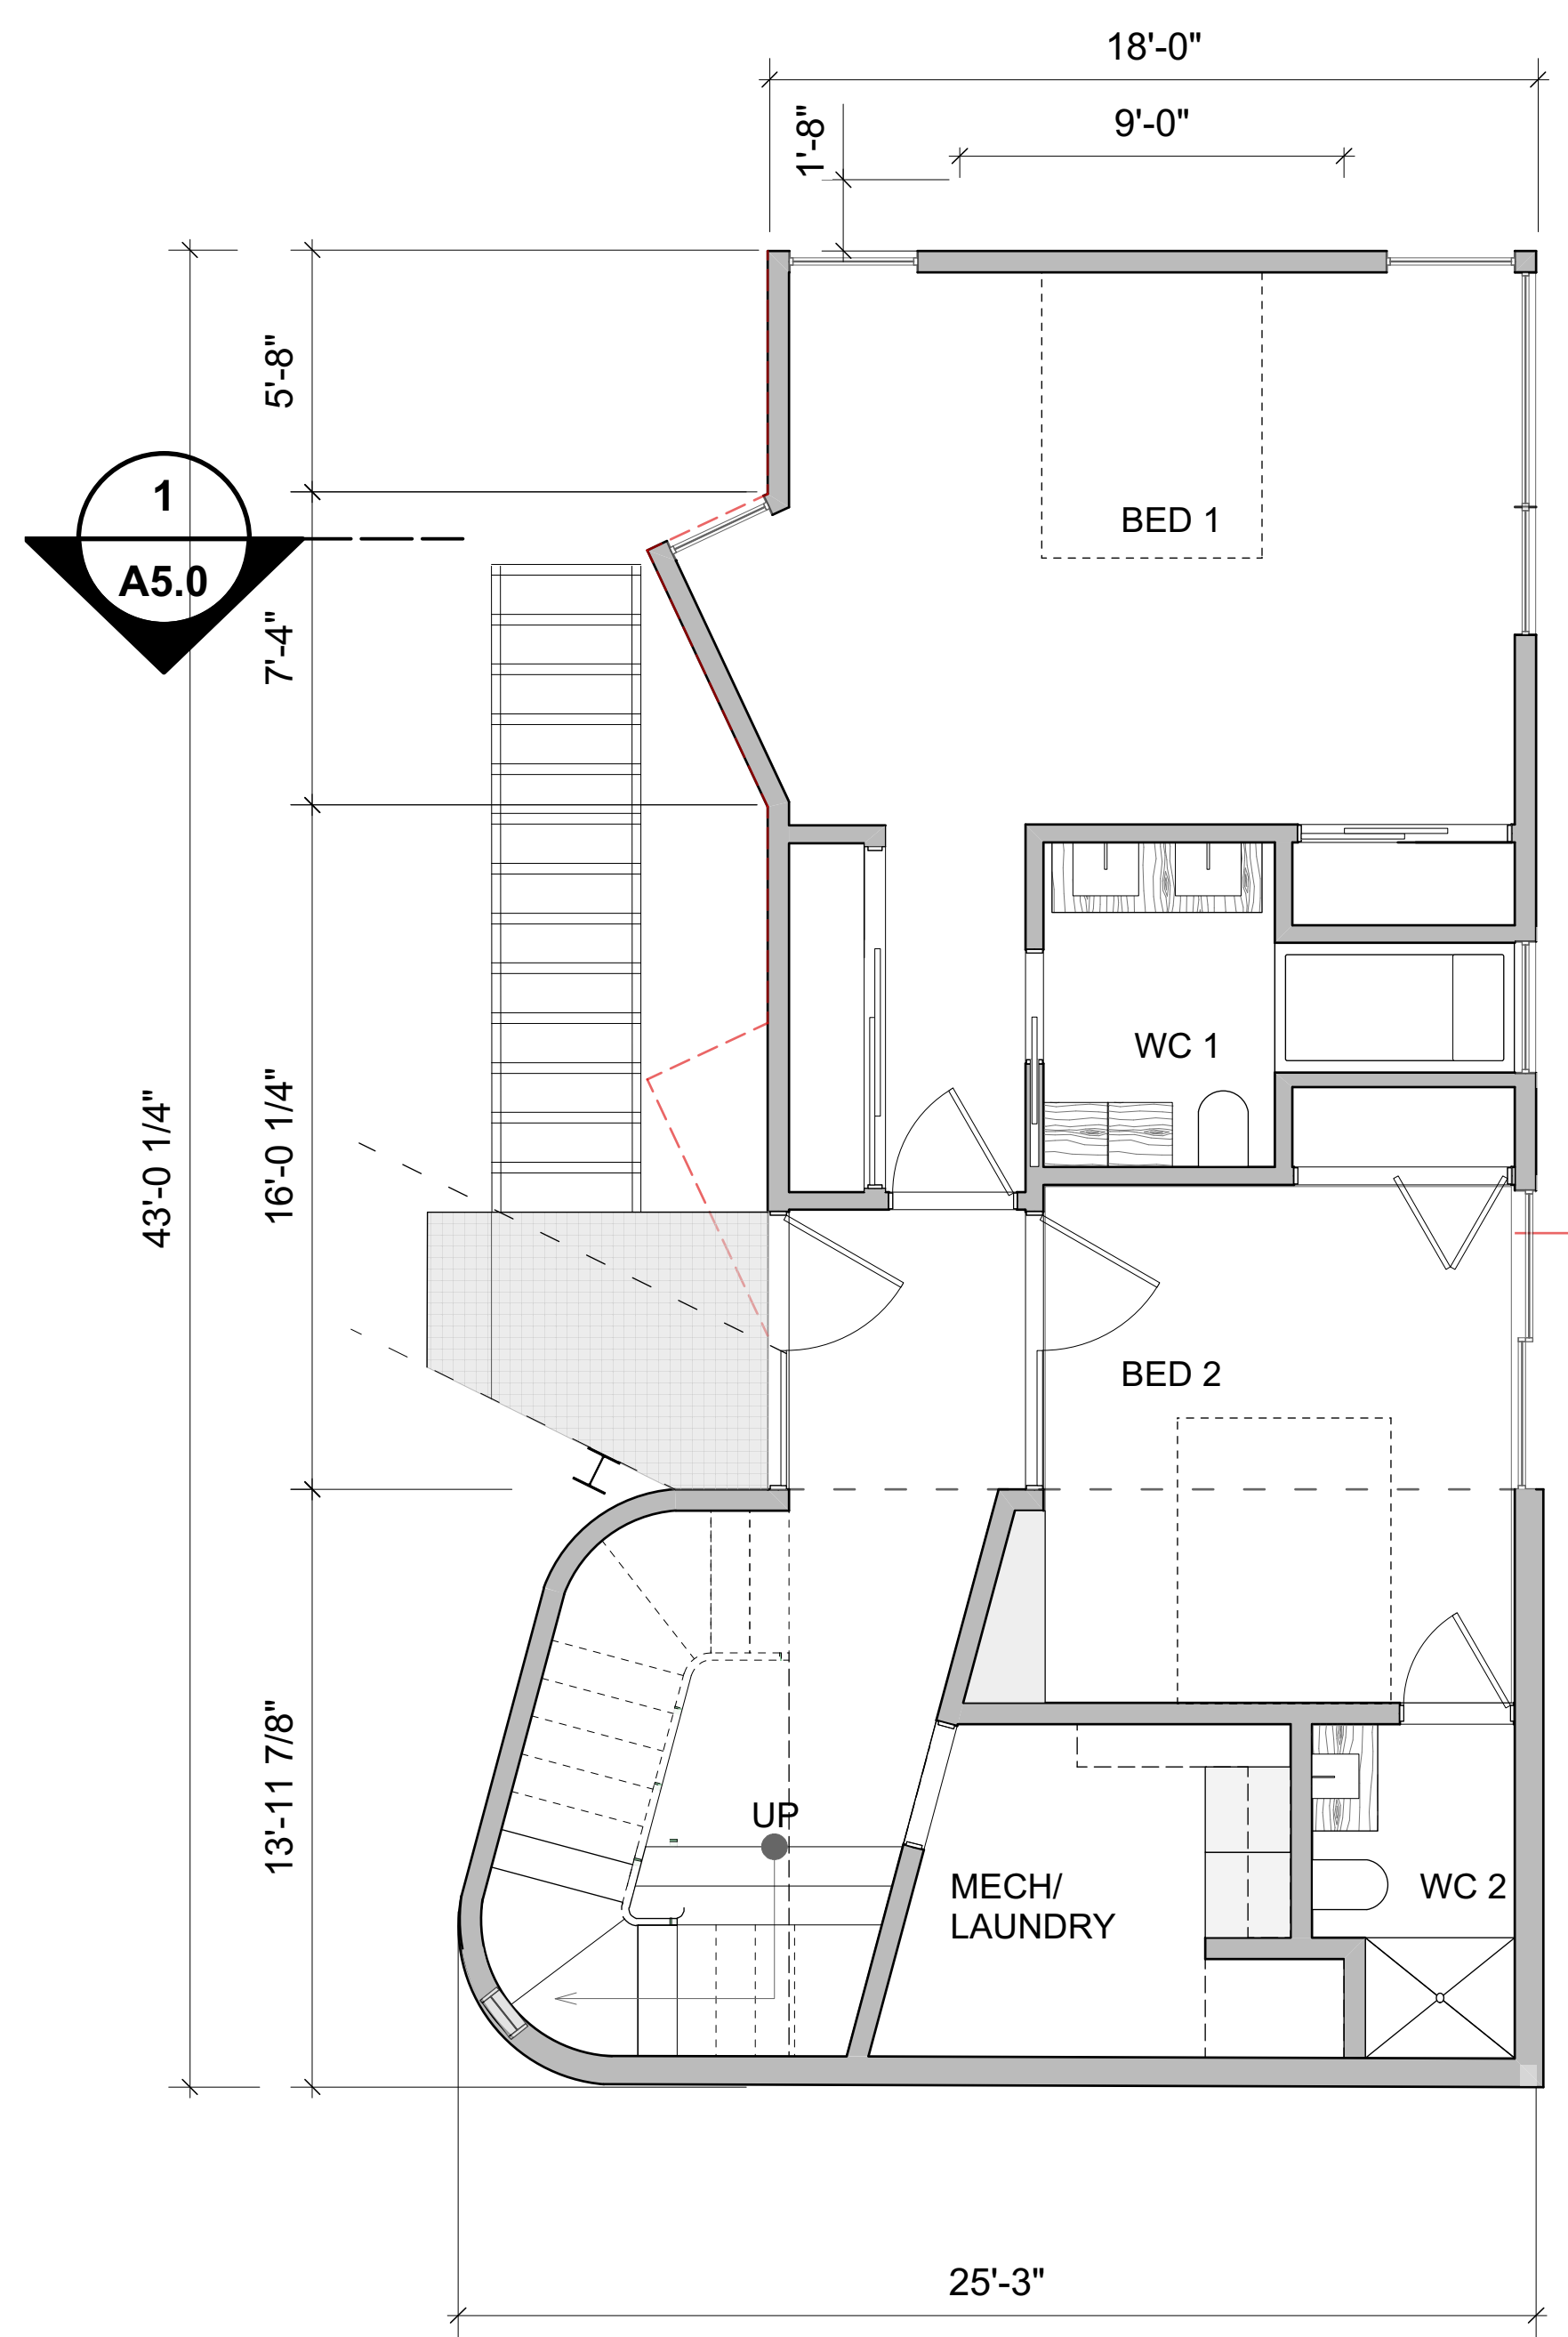 18'-0"
9'-0"
1'-8"
5'-8"
1
A5.0
BED 1
7'-4"
WC 1
43'-0 1/4"
16'-0 1/4"
BED 2
13'-11 7/8"
UP
MECH/
LAUNDRY
WC 2
25'-3"